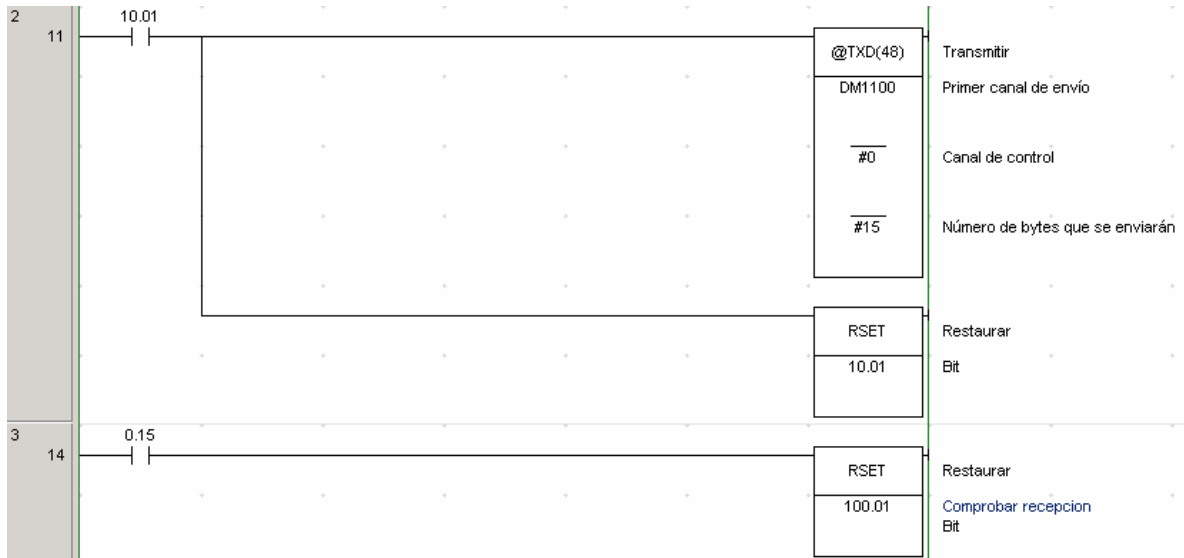 2
10.01
11
@TXD(48)
Transmitir
DM1100
Primer canal de envío
#0
Canal de control
#15
Número de bytes que se enviarán
RSET
Restaurar
10.01
Bit
3
0.15
14
RSET
Restaurar
100.01
Comprobar recepcion
Bit